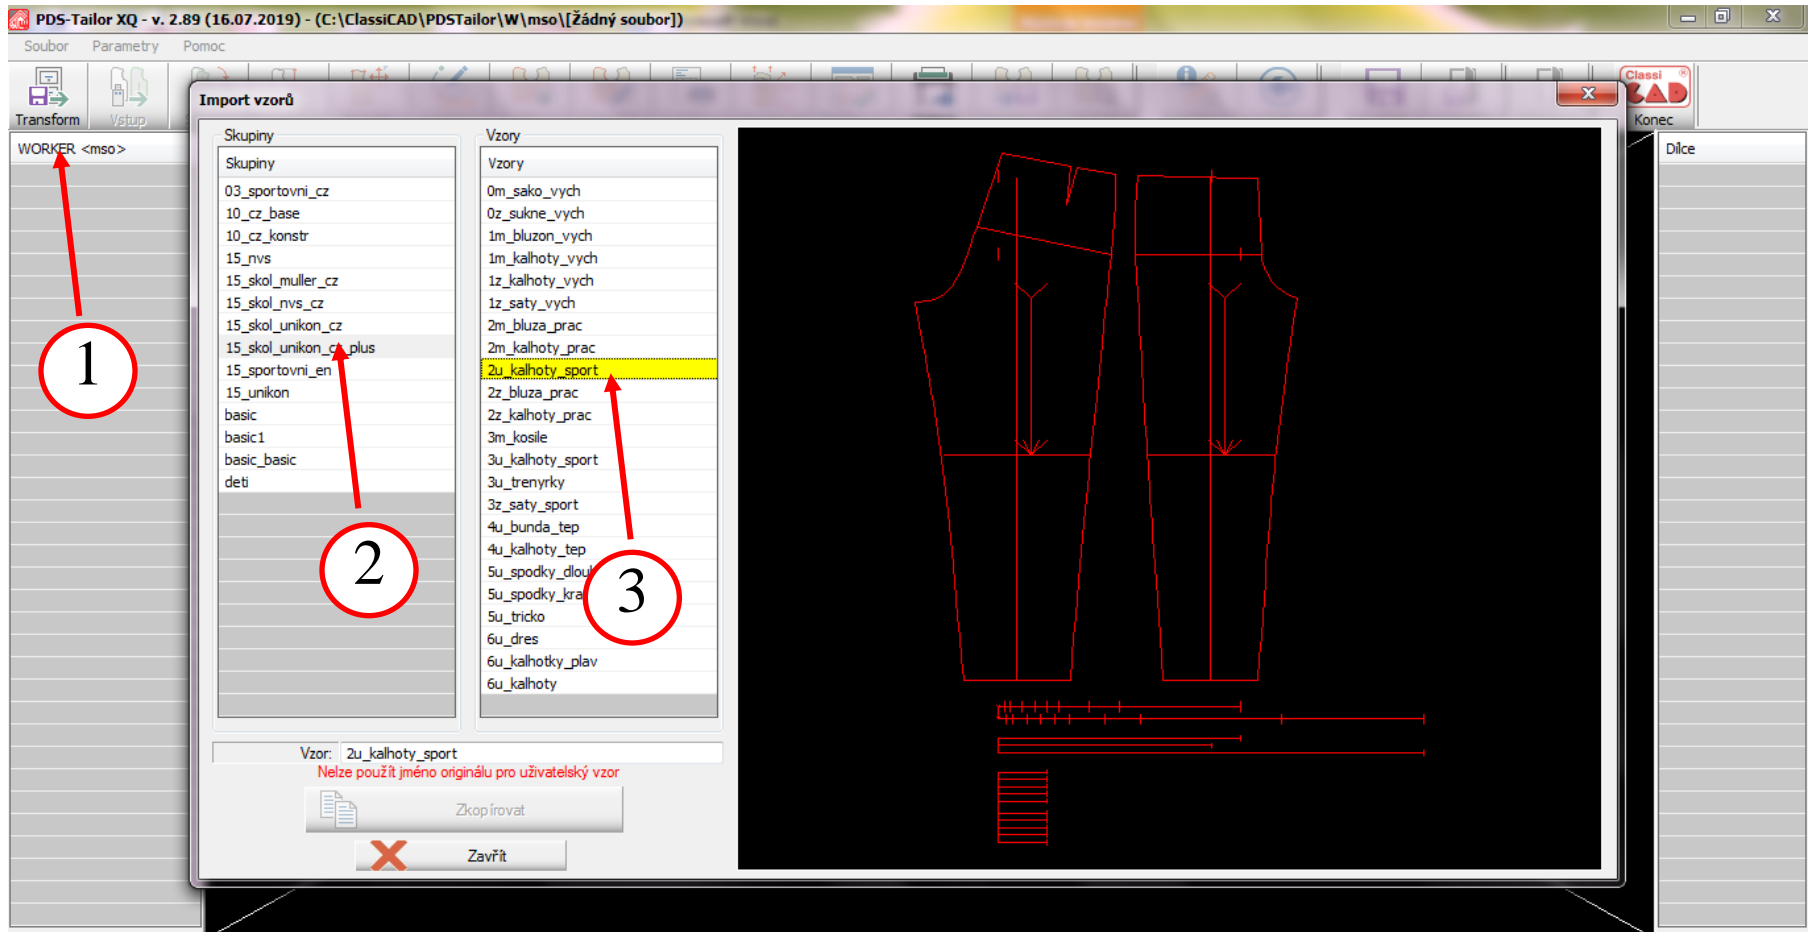 PDS-Tailor XQ - v. 2.89 (16.07.2019) - (C:\ClassiCAD\PDSTailor\W\mso\[Žádný soubor])
Soubor Parametry Pomoc
Transform Vstup
Classi ®
CAD
Konec
WORKER <mso>
Dílce
Import vzorů
Skupiny
Skupiny
03_sportovni_cz
10_cz_base
10_cz_konstr
15_nvs
15_skol_muller_cz
15_skol_nvs_cz
15_skol_unikon_cz
15_skol_unikon_cz_plus
15_sportovni_en
15_unikon
basic
basic1
basic_basic
deti
Vzory
Vzory
0m_sako_vych
0z_sukne_vych
1m_bluzon_vych
1m_kalhoty_vych
1z_kalhoty_vych
1z_saty_vych
2m_bluza_prac
2m_kalhoty_prac
2u_kalhoty_sport
2z_bluza_prac
2z_kalhoty_prac
3m_kosile
3u_kalhoty_sport
3u_trenyrky
3z_saty_sport
4u_bunda_tep
4u_kalhoty_tep
5u_spodky_dlou
5u_spodky_kra
5u_tricko
6u_dres
6u_kalhotky_plav
6u_kalhoty
1
2
3
Vzor: 2u_kalhoty_sport
Nelze použít jméno originálu pro uživatelský vzor
Zkopírovat
Zavřít